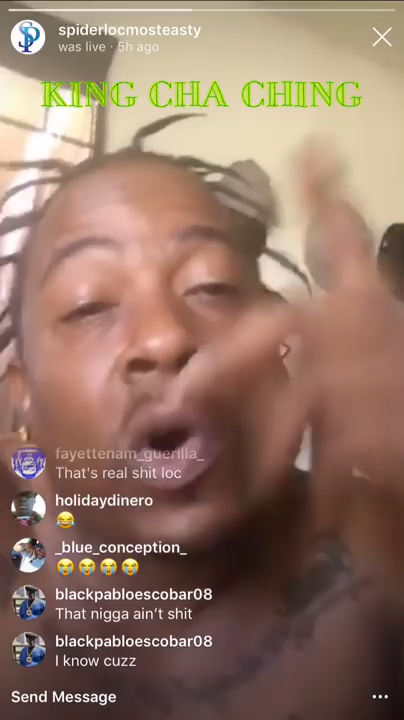 spiderlocmosteasty
was live · 5h ago
KING CHA CHING
fayettenam_guerilla_
That's real shit loc
holidaydinero
😂
_blue_conception_
😭😭😭😭
blackpabloescobar08
That nigga ain't shit
blackpabloescobar08
I know cuzz
Send Message